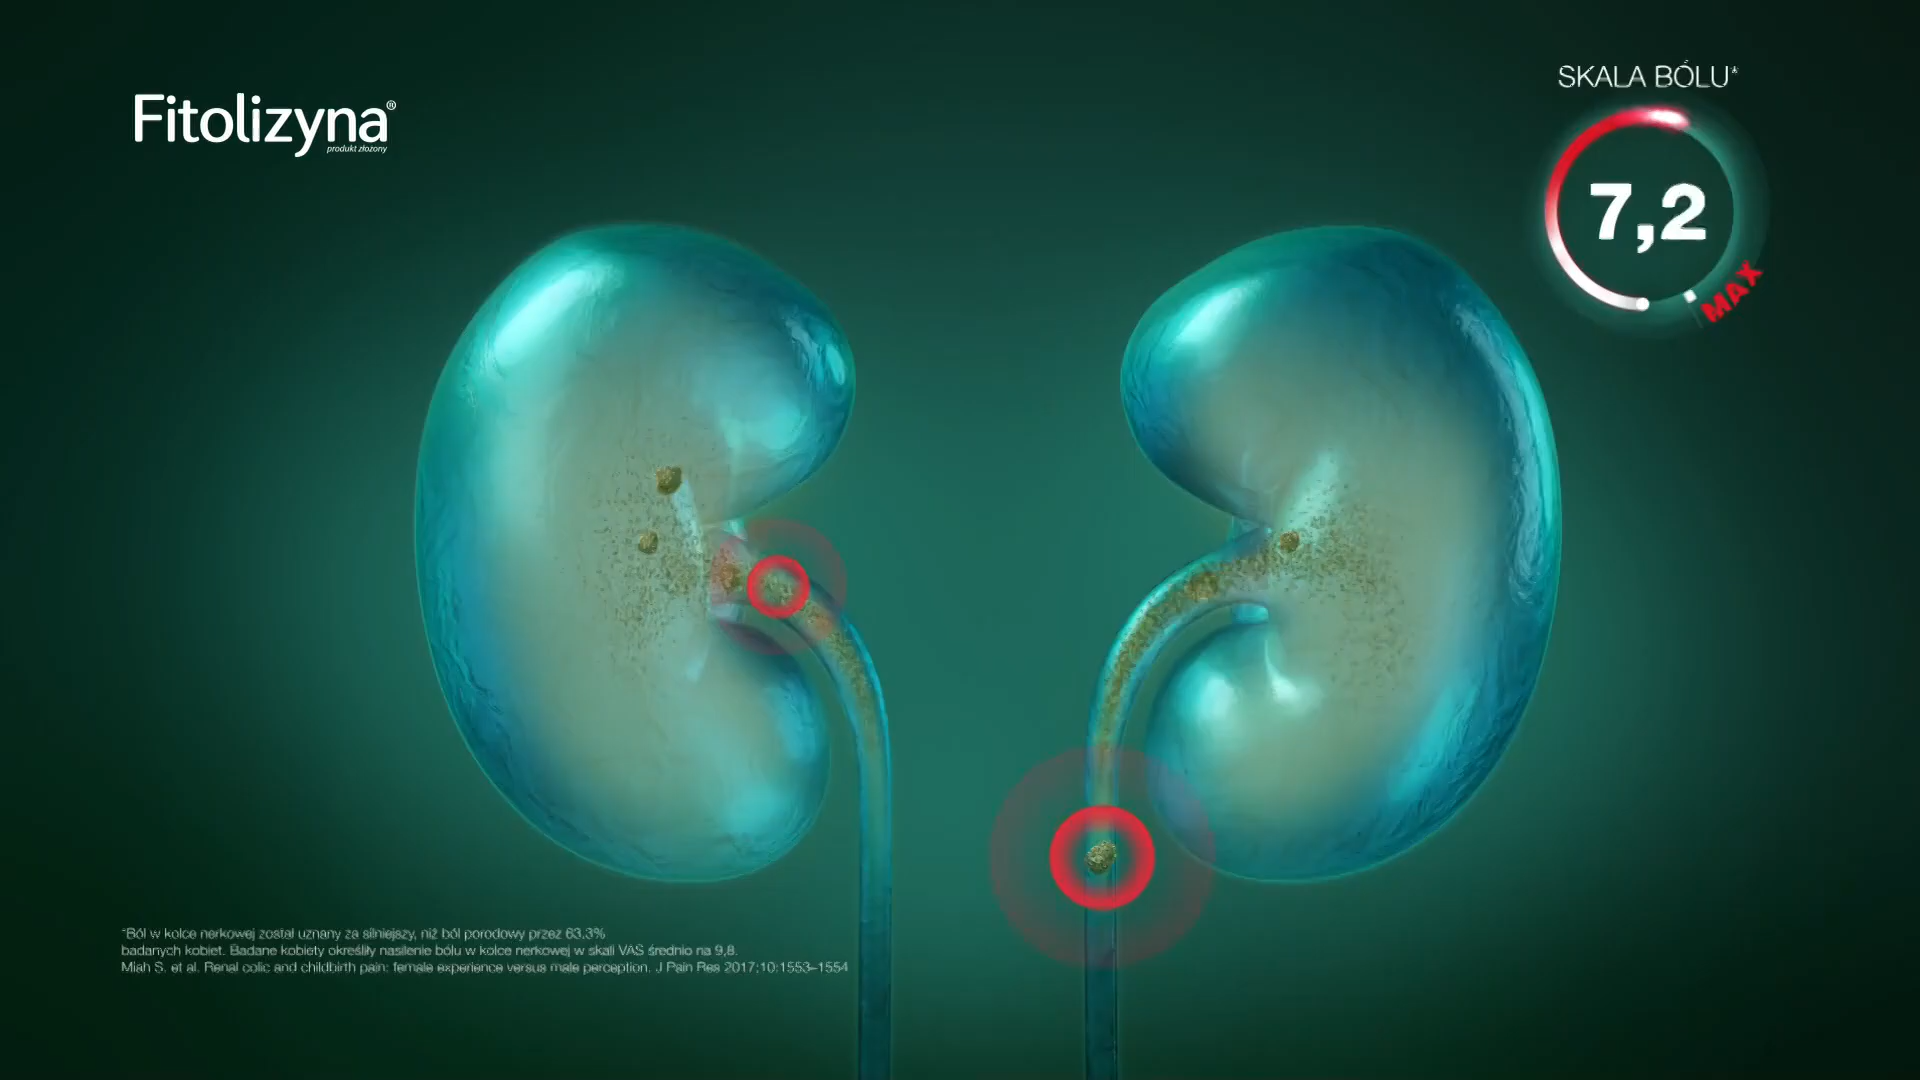 Fitolizyna®
produkt złożony
SKALA BÓLU*
7,2
MAX
*Ból w kolce nerkowej został uznany za silniejszy, niż ból porodowy przez 63,3%
badanych kobiet. Badane kobiety określiły nasilenie bólu w kolce nerkowej w skali VAS średnio na 9,8.
Miah S. et al. Renal colic and childbirth pain: female experience versus male perception. J Pain Res 2017;10:1553–1554